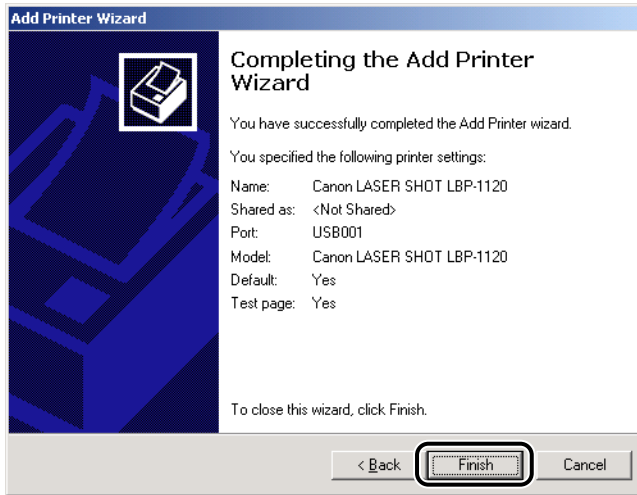 Add Printer Wizard
Completing the Add Printer
Wizard
You have successfully completed the Add Printer wizard.
You specified the following printer settings:
Name: Canon LASER SHOT LBP-1120
Shared as: <Not Shared>
Port: USB001
Model: Canon LASER SHOT LBP-1120
Default: Yes
Test page: Yes
To close this wizard, click Finish.
< Back Finish Cancel